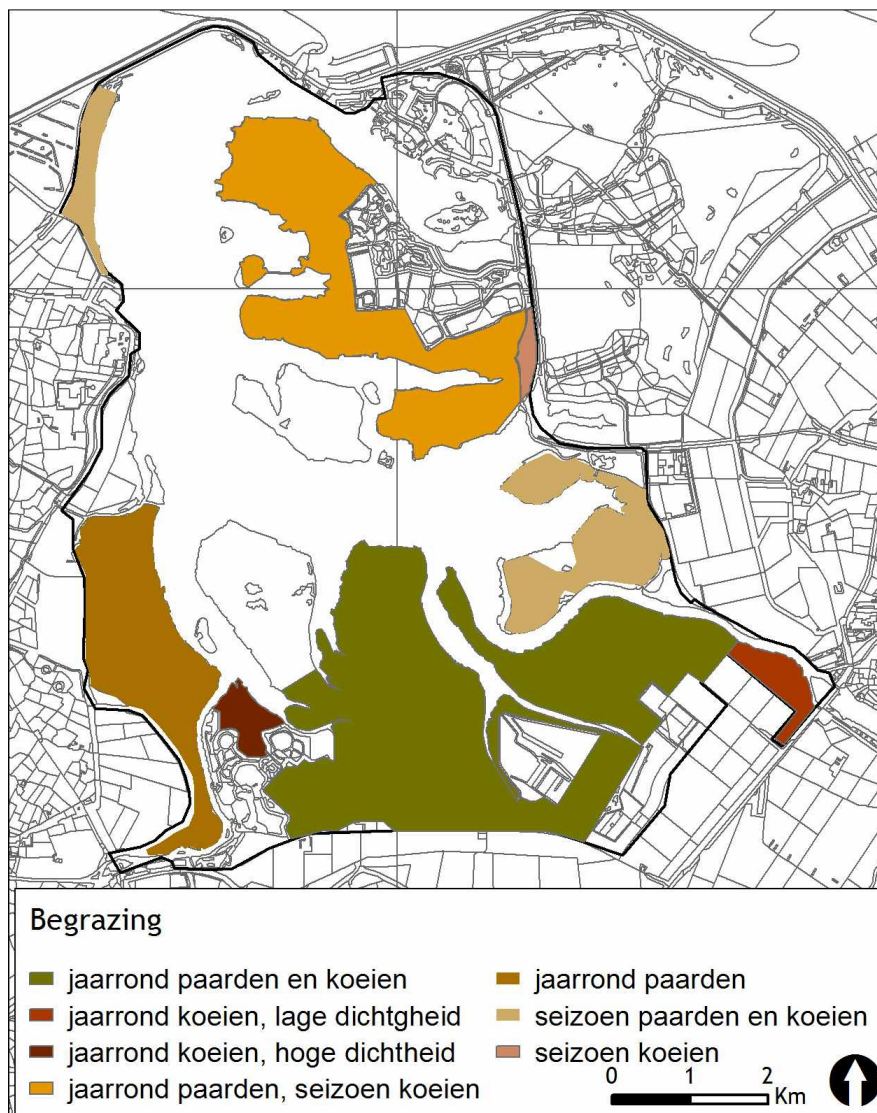 Begrazing
jaarrond paarden en koeien
jaarrond koeien, lage dichtgheid
jaarrond koeien, hoge dichtheid
jaarrond paarden, seizoen koeien
jaarrond paarden
seizoen paarden en koeien
seizoen koeien
0 1 2
Km